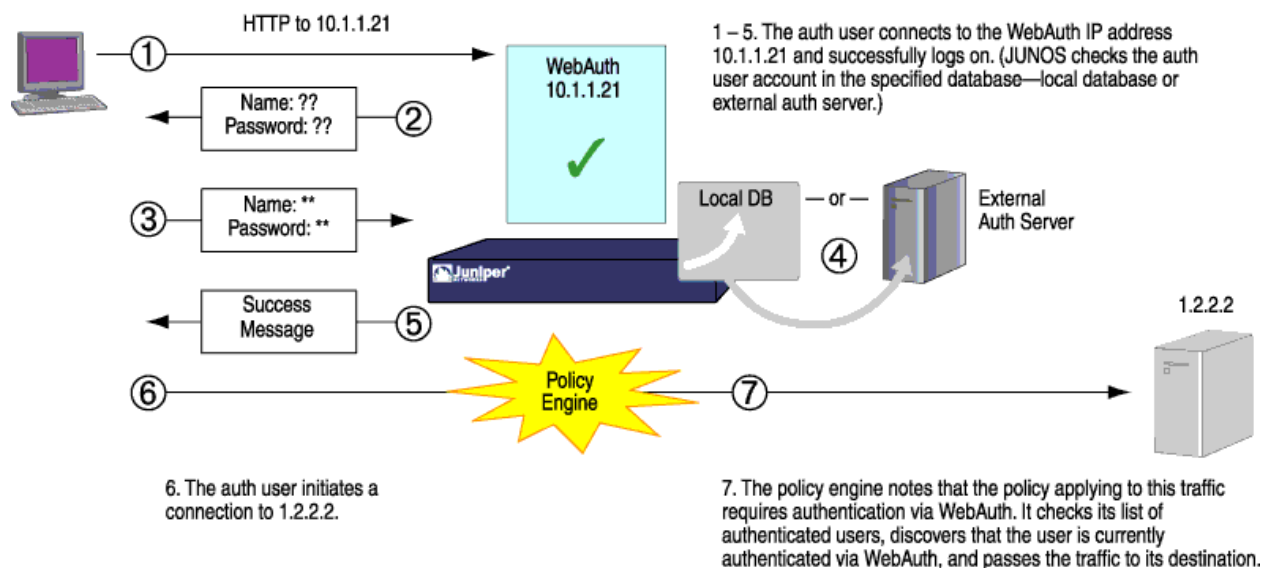 HTTP to 10.1.1.21
①
WebAuth
10.1.1.21
1 – 5. The auth user connects to the WebAuth IP address
10.1.1.21 and successfully logs on. (JUNOS checks the auth
user account in the specified database—local database or
external auth server.)
Name: ??
Password: ??
②
③
Name: **
Password: **
Local DB
— or —
④
External
Auth Server
Juniper
NETWORKS
Success
Message
⑤
1.2.2.2
⑥
Policy
Engine
⑦
6. The auth user initiates a
connection to 1.2.2.2.
7. The policy engine notes that the policy applying to this traffic
requires authentication via WebAuth. It checks its list of
authenticated users, discovers that the user is currently
authenticated via WebAuth, and passes the traffic to its destination.